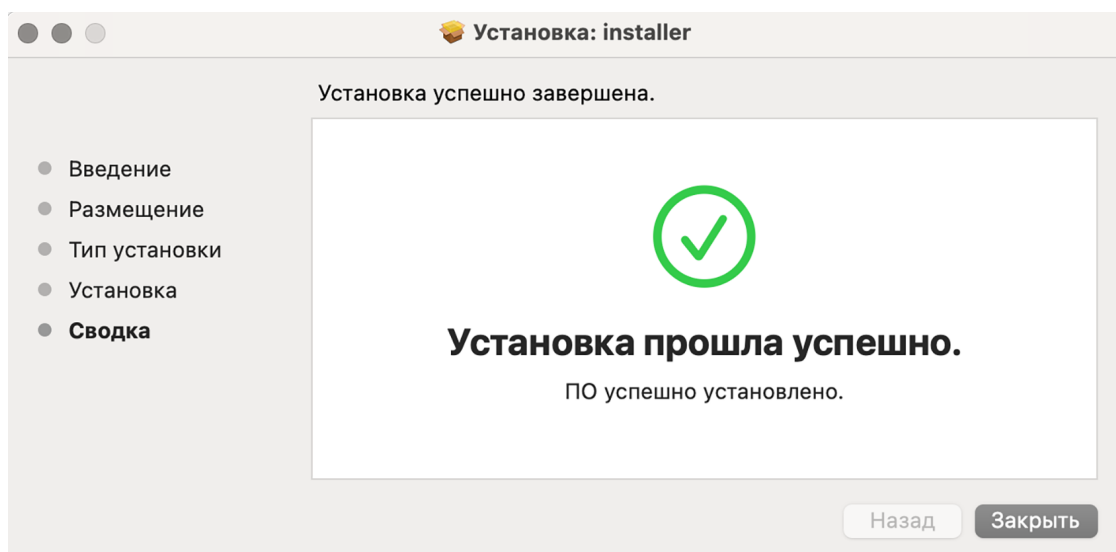 Установка: installer
Установка успешно завершена.
Введение
Размещение
Тип установки
Установка
Сводка
Установка прошла успешно.
ПО успешно установлено.
Назад
Закрыть